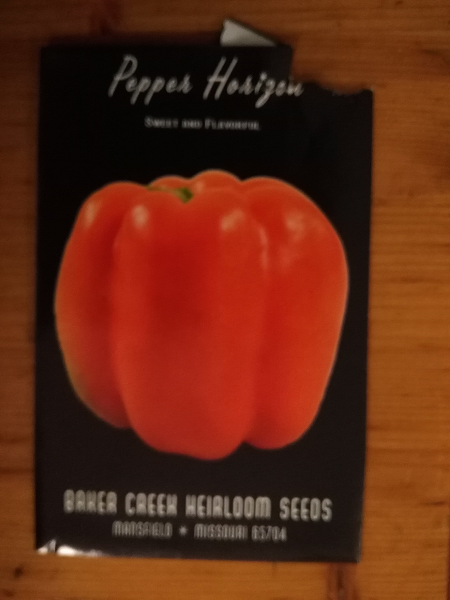 Pepper Horizon
Sweet and Flavorful
BAKER CREEK HEIRLOOM SEEDS
MANSFIELD * MISSOURI 65704